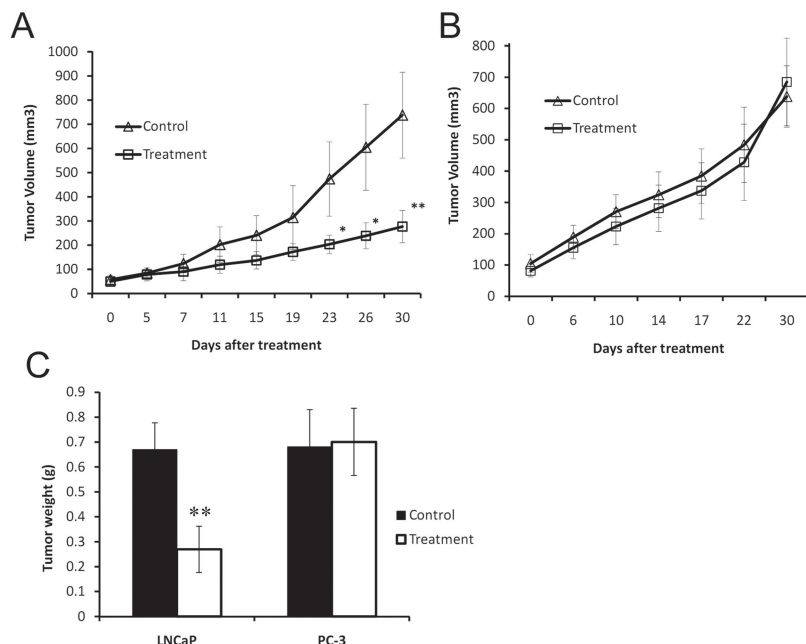 A
Tumor Volume (mm3)
1000
900
800
700
600
500
400
300
200
100
0
Control
Treatment
*
*
**
0 5 7 11 15 19 23 26 30
Days after treatment
B
Tumor Volume (mm3)
800
700
600
500
400
300
200
100
0
Control
Treatment
0 6 10 14 17 22 30
Days after treatment
C
Tumor weight (g)
0.9
0.8
0.7
0.6
0.5
0.4
0.3
0.2
0.1
0
**
Control
Treatment
LNCaP PC-3